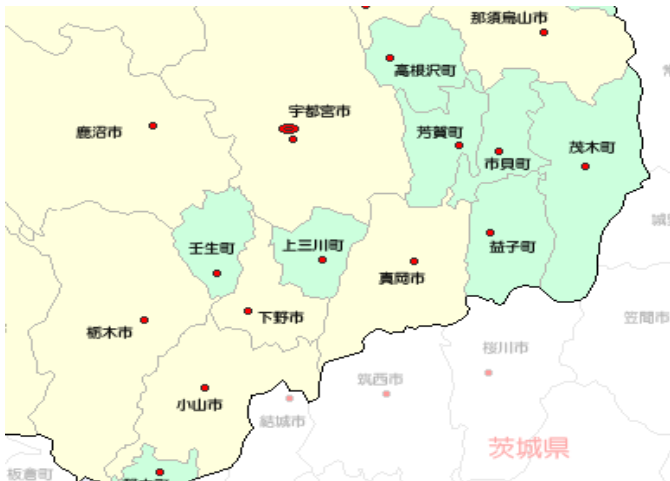 那須烏山市
高根沢町
宇都宮市
鹿沼市
芳賀町
市貝町
茂木町
壬生町
上三川町
益子町
真岡市
下野市
栃木市
笠間市
桜川市
筑西市
小山市
結城市
茨城県
板倉町